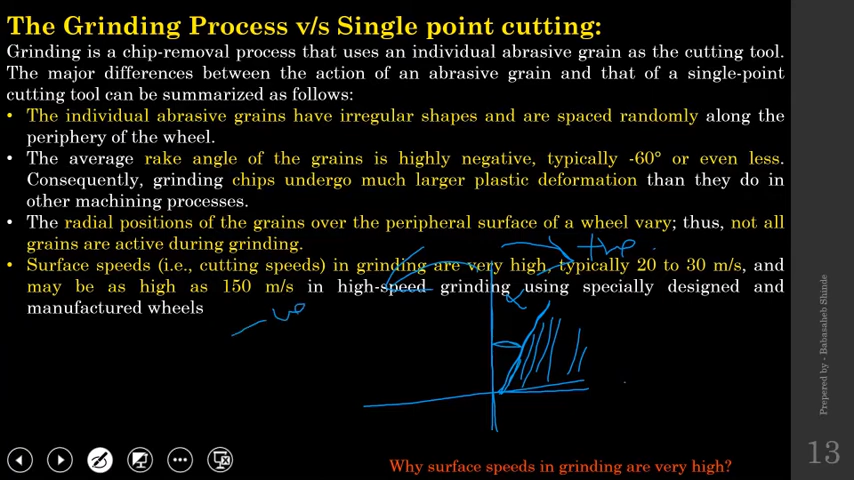 The Grinding Process v/s Single point cutting:
Grinding is a chip-removal process that uses an individual abrasive grain as the cutting tool.
The major differences between the action of an abrasive grain and that of a single-point
cutting tool can be summarized as follows:
• The individual abrasive grains have irregular shapes and are spaced randomly along the
periphery of the wheel.
• The average rake angle of the grains is highly negative, typically -60° or even less.
Consequently, grinding chips undergo much larger plastic deformation than they do in
other machining processes.
• The radial positions of the grains over the peripheral surface of a wheel vary; thus, not all
grains are active during grinding.
• Surface speeds (i.e., cutting speeds) in grinding are very high, typically 20 to 30 m/s, and
may be as high as 150 m/s in high-speed grinding using specially designed and
manufactured wheels
+ve
α
-ve
Why surface speeds in grinding are very high?
Prepered by - Babasaheb Shinde
13